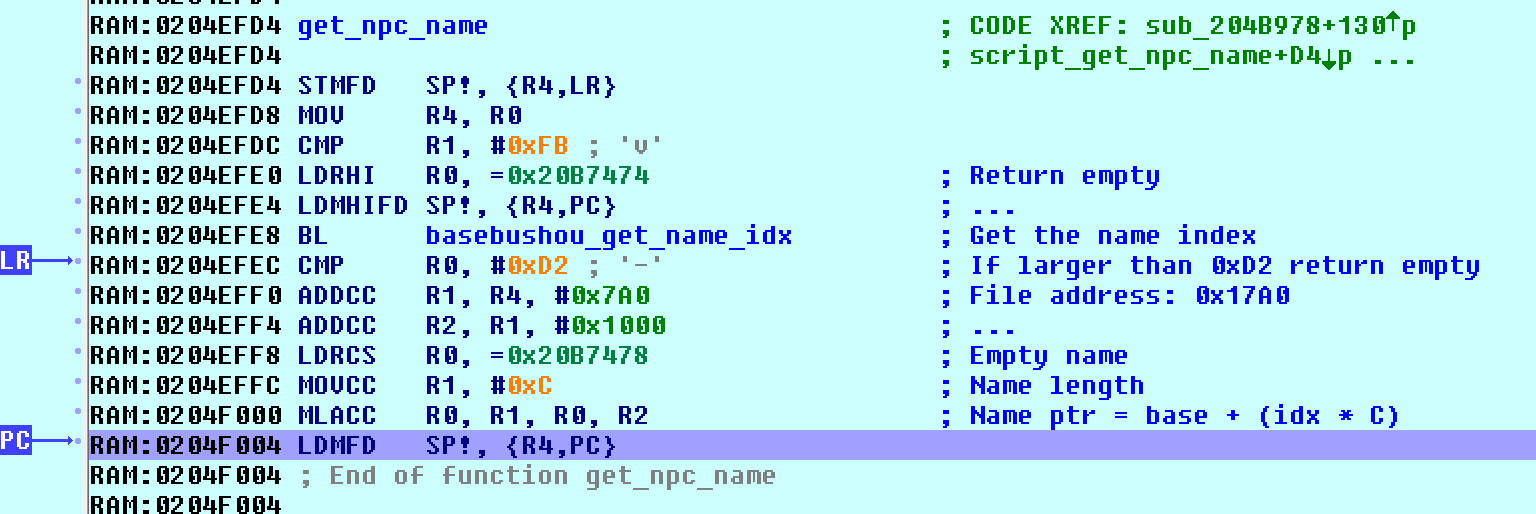 RAM:0204EFD4 get_npc_name ; CODE XREF: sub_204B978+130↑p
RAM:0204EFD4 ; script_get_npc_name+D4↓p ...
RAM:0204EFD4 STMFD SP!, {R4,LR}
RAM:0204EFD8 MOV R4, R0
RAM:0204EFDC CMP R1, #0xFB ; 'v'
RAM:0204EFE0 LDRHI R0, =0x20B7474 ; Return empty
RAM:0204EFE4 LDMHIFD SP!, {R4,PC} ; ...
RAM:0204EFE8 BL basebushou_get_name_idx ; Get the name index
LR RAM:0204EFEC CMP R0, #0xD2 ; '-' ; If larger than 0xD2 return empty
RAM:0204EFF0 ADDCC R1, R4, #0x7A0 ; File address: 0x17A0
RAM:0204EFF4 ADDCC R2, R1, #0x1000 ; ...
RAM:0204EFF8 LDRCS R0, =0x20B7478 ; Empty name
RAM:0204EFFC MOVCC R1, #0xC ; Name length
RAM:0204F000 MLACC R0, R1, R0, R2 ; Name ptr = base + (idx * C)
PC RAM:0204F004 LDMFD SP!, {R4,PC}
RAM:0204F004 ; End of function get_npc_name
RAM:0204F004